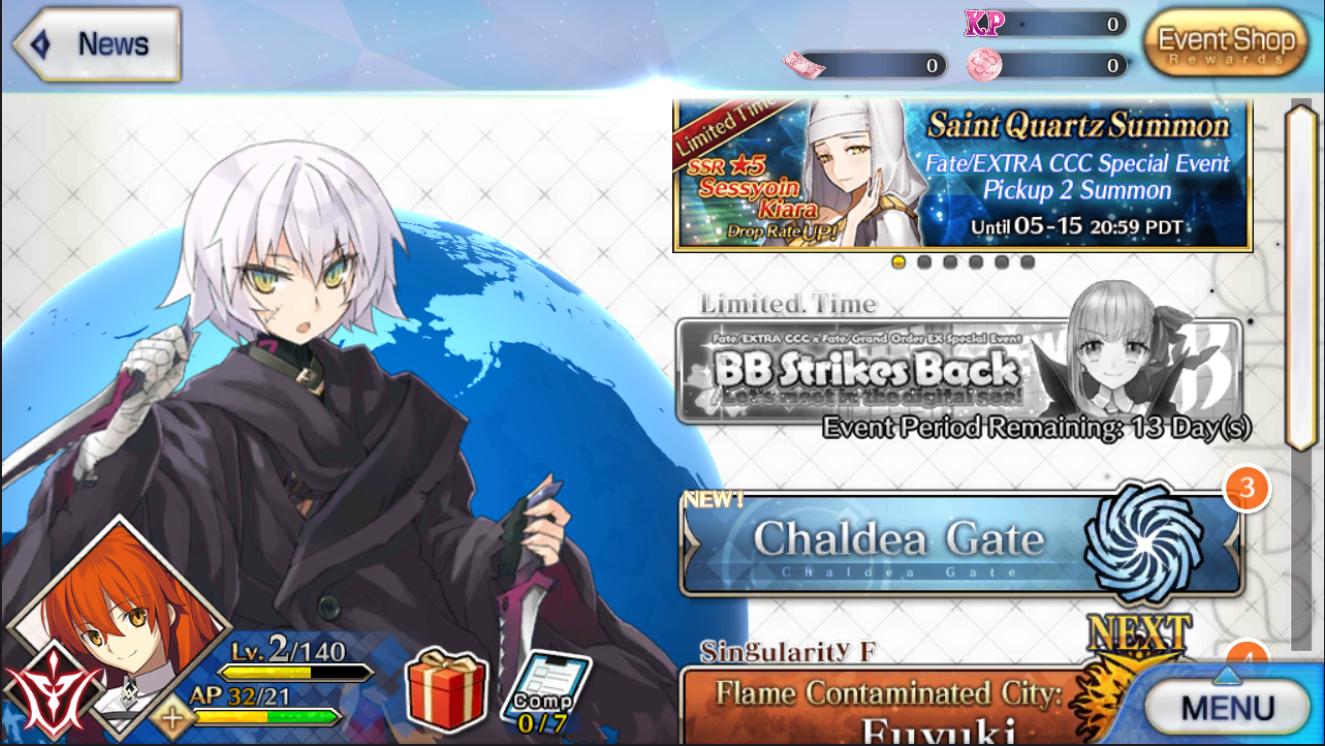 News
KP 0
0
0
Event Shop
Rewards
Limited Time
SSR ★5
Sessyoin
Kiara
Drop Rate UP!
Saint Quartz Summon
Fate/EXTRA CCC Special Event
Pickup 2 Summon
Until 05-15 20:59 PDT
Limited Time
Fate/EXTRA CCC x Fate/Grand Order EX Special Event
BB Strikes Back
Let's meet in the digital sea!
Event Period Remaining: 13 Day(s)
NEW!
3
Chaldea Gate
Chaldea Gate
NEXT
4
Singularity F
Flame Contaminated City:
Fuyuki
Lv. 2/140
AP 32/21
Comp
0/7
MENU